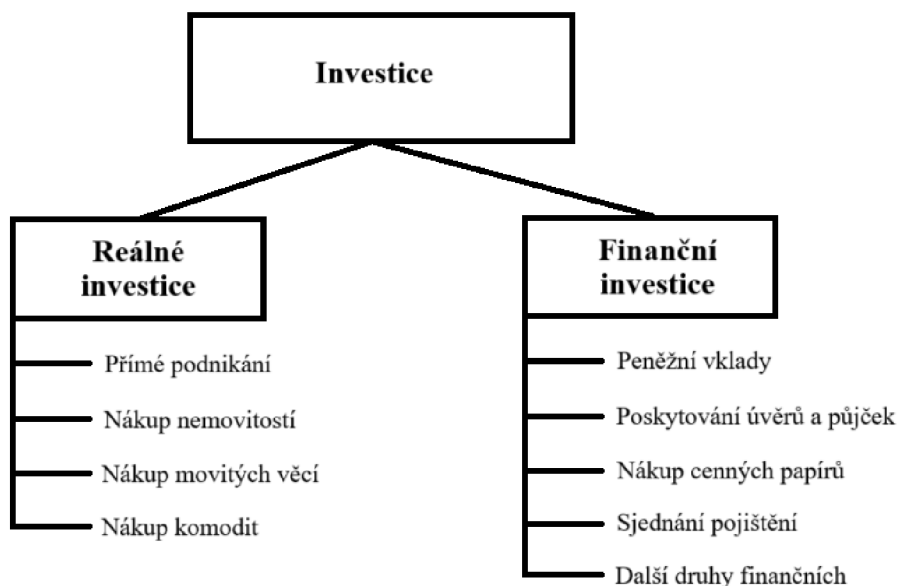 Investice
Reálné
investice
Přímé podnikání
Nákup nemovitostí
Nákup movitých věcí
Nákup komodit
Finanční
investice
Peněžní vklady
Poskytování úvěrů a půjček
Nákup cenných papírů
Sjednání pojištění
Další druhy finančních